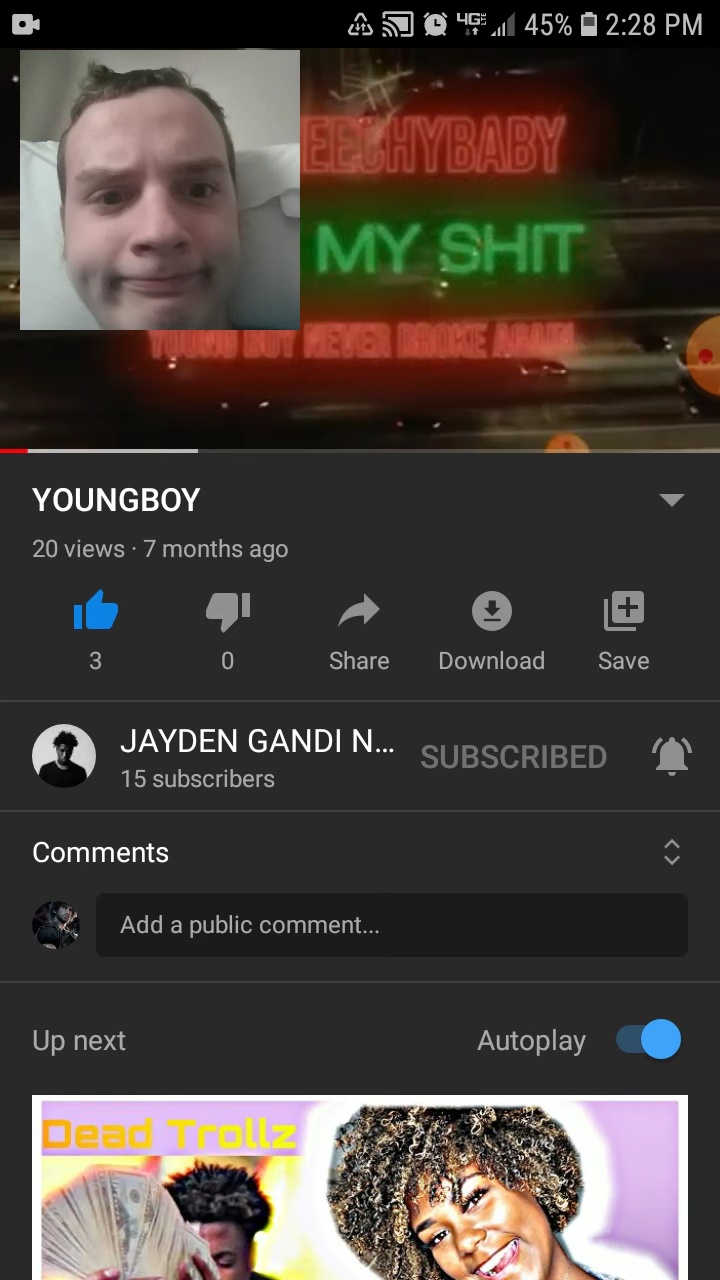 45% 2:28 PM
EECHYBABY
MY SHIT
YOUNG BOY NEVER BROKE AGAIN
YOUNGBOY
20 views · 7 months ago
3
0
Share
Download
Save
JAYDEN GANDI N...
15 subscribers
SUBSCRIBED
Comments
Add a public comment...
Up next
Autoplay
Dead Trollz